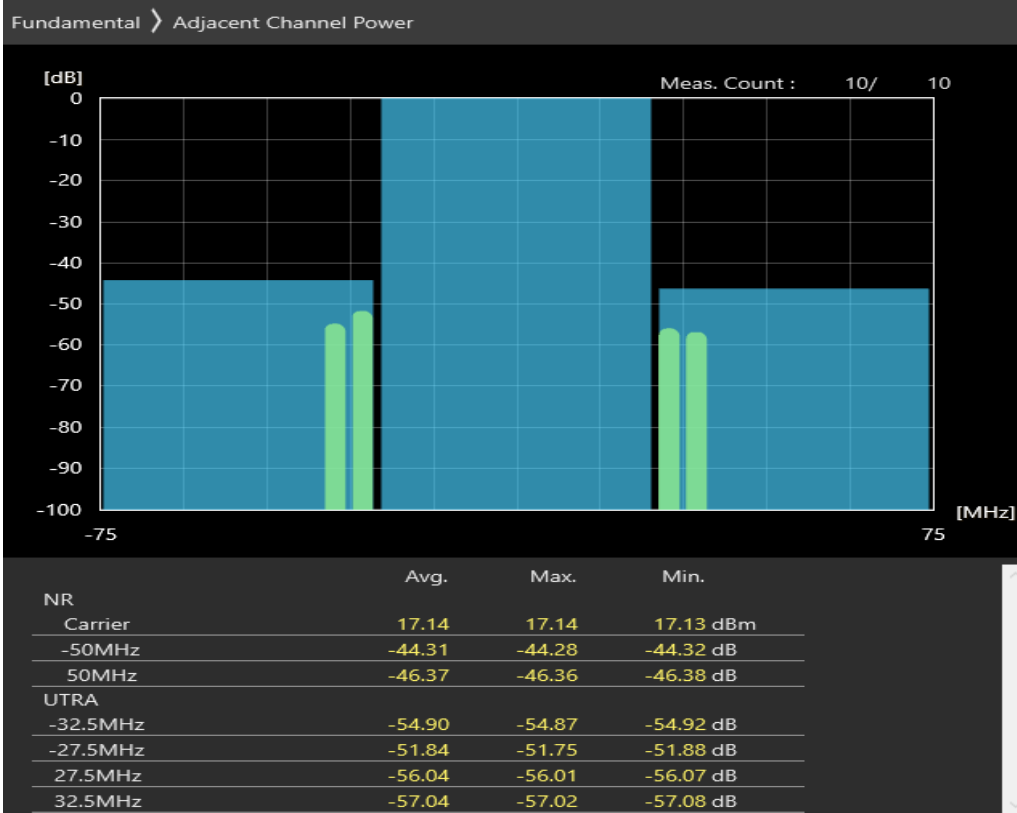 Fundamental 〉 Adjacent Channel Power
[dB]
Meas. Count : 10/ 10
0
-10
-20
-30
-40
-50
-60
-70
-80
-90
-100
[MHz]
-75 75
Avg. Max. Min.
NR
Carrier 17.14 17.14 17.13 dBm
-50MHz -44.31 -44.28 -44.32 dB
50MHz -46.37 -46.36 -46.38 dB
UTRA
-32.5MHz -54.90 -54.87 -54.92 dB
-27.5MHz -51.84 -51.75 -51.88 dB
27.5MHz -56.04 -56.01 -56.07 dB
32.5MHz -57.04 -57.02 -57.08 dB